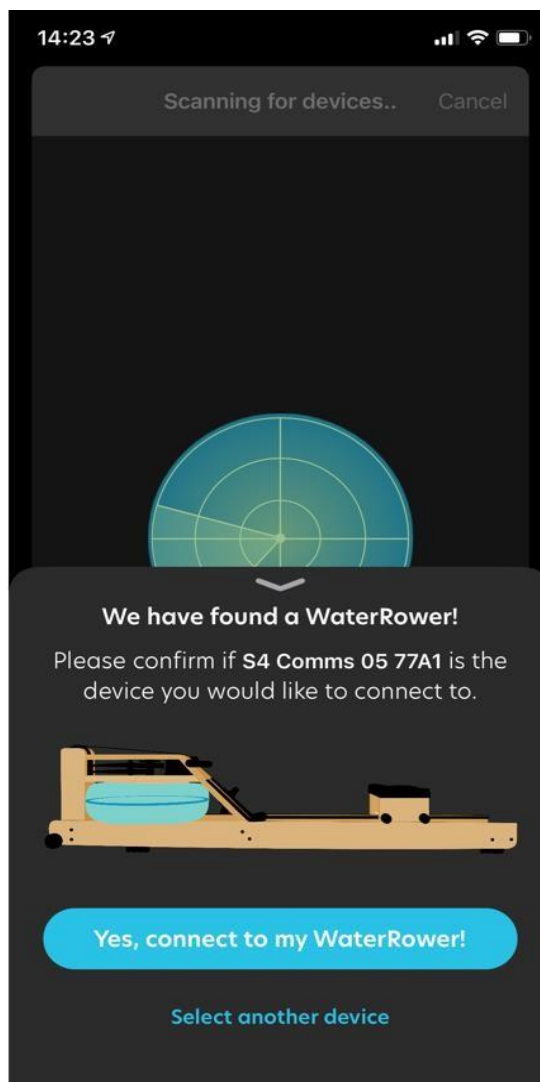 14:23
Scanning for devices..
Cancel
We have found a WaterRower!
Please confirm if S4 Comms 05 77A1 is the
device you would like to connect to.
Yes, connect to my WaterRower!
Select another device